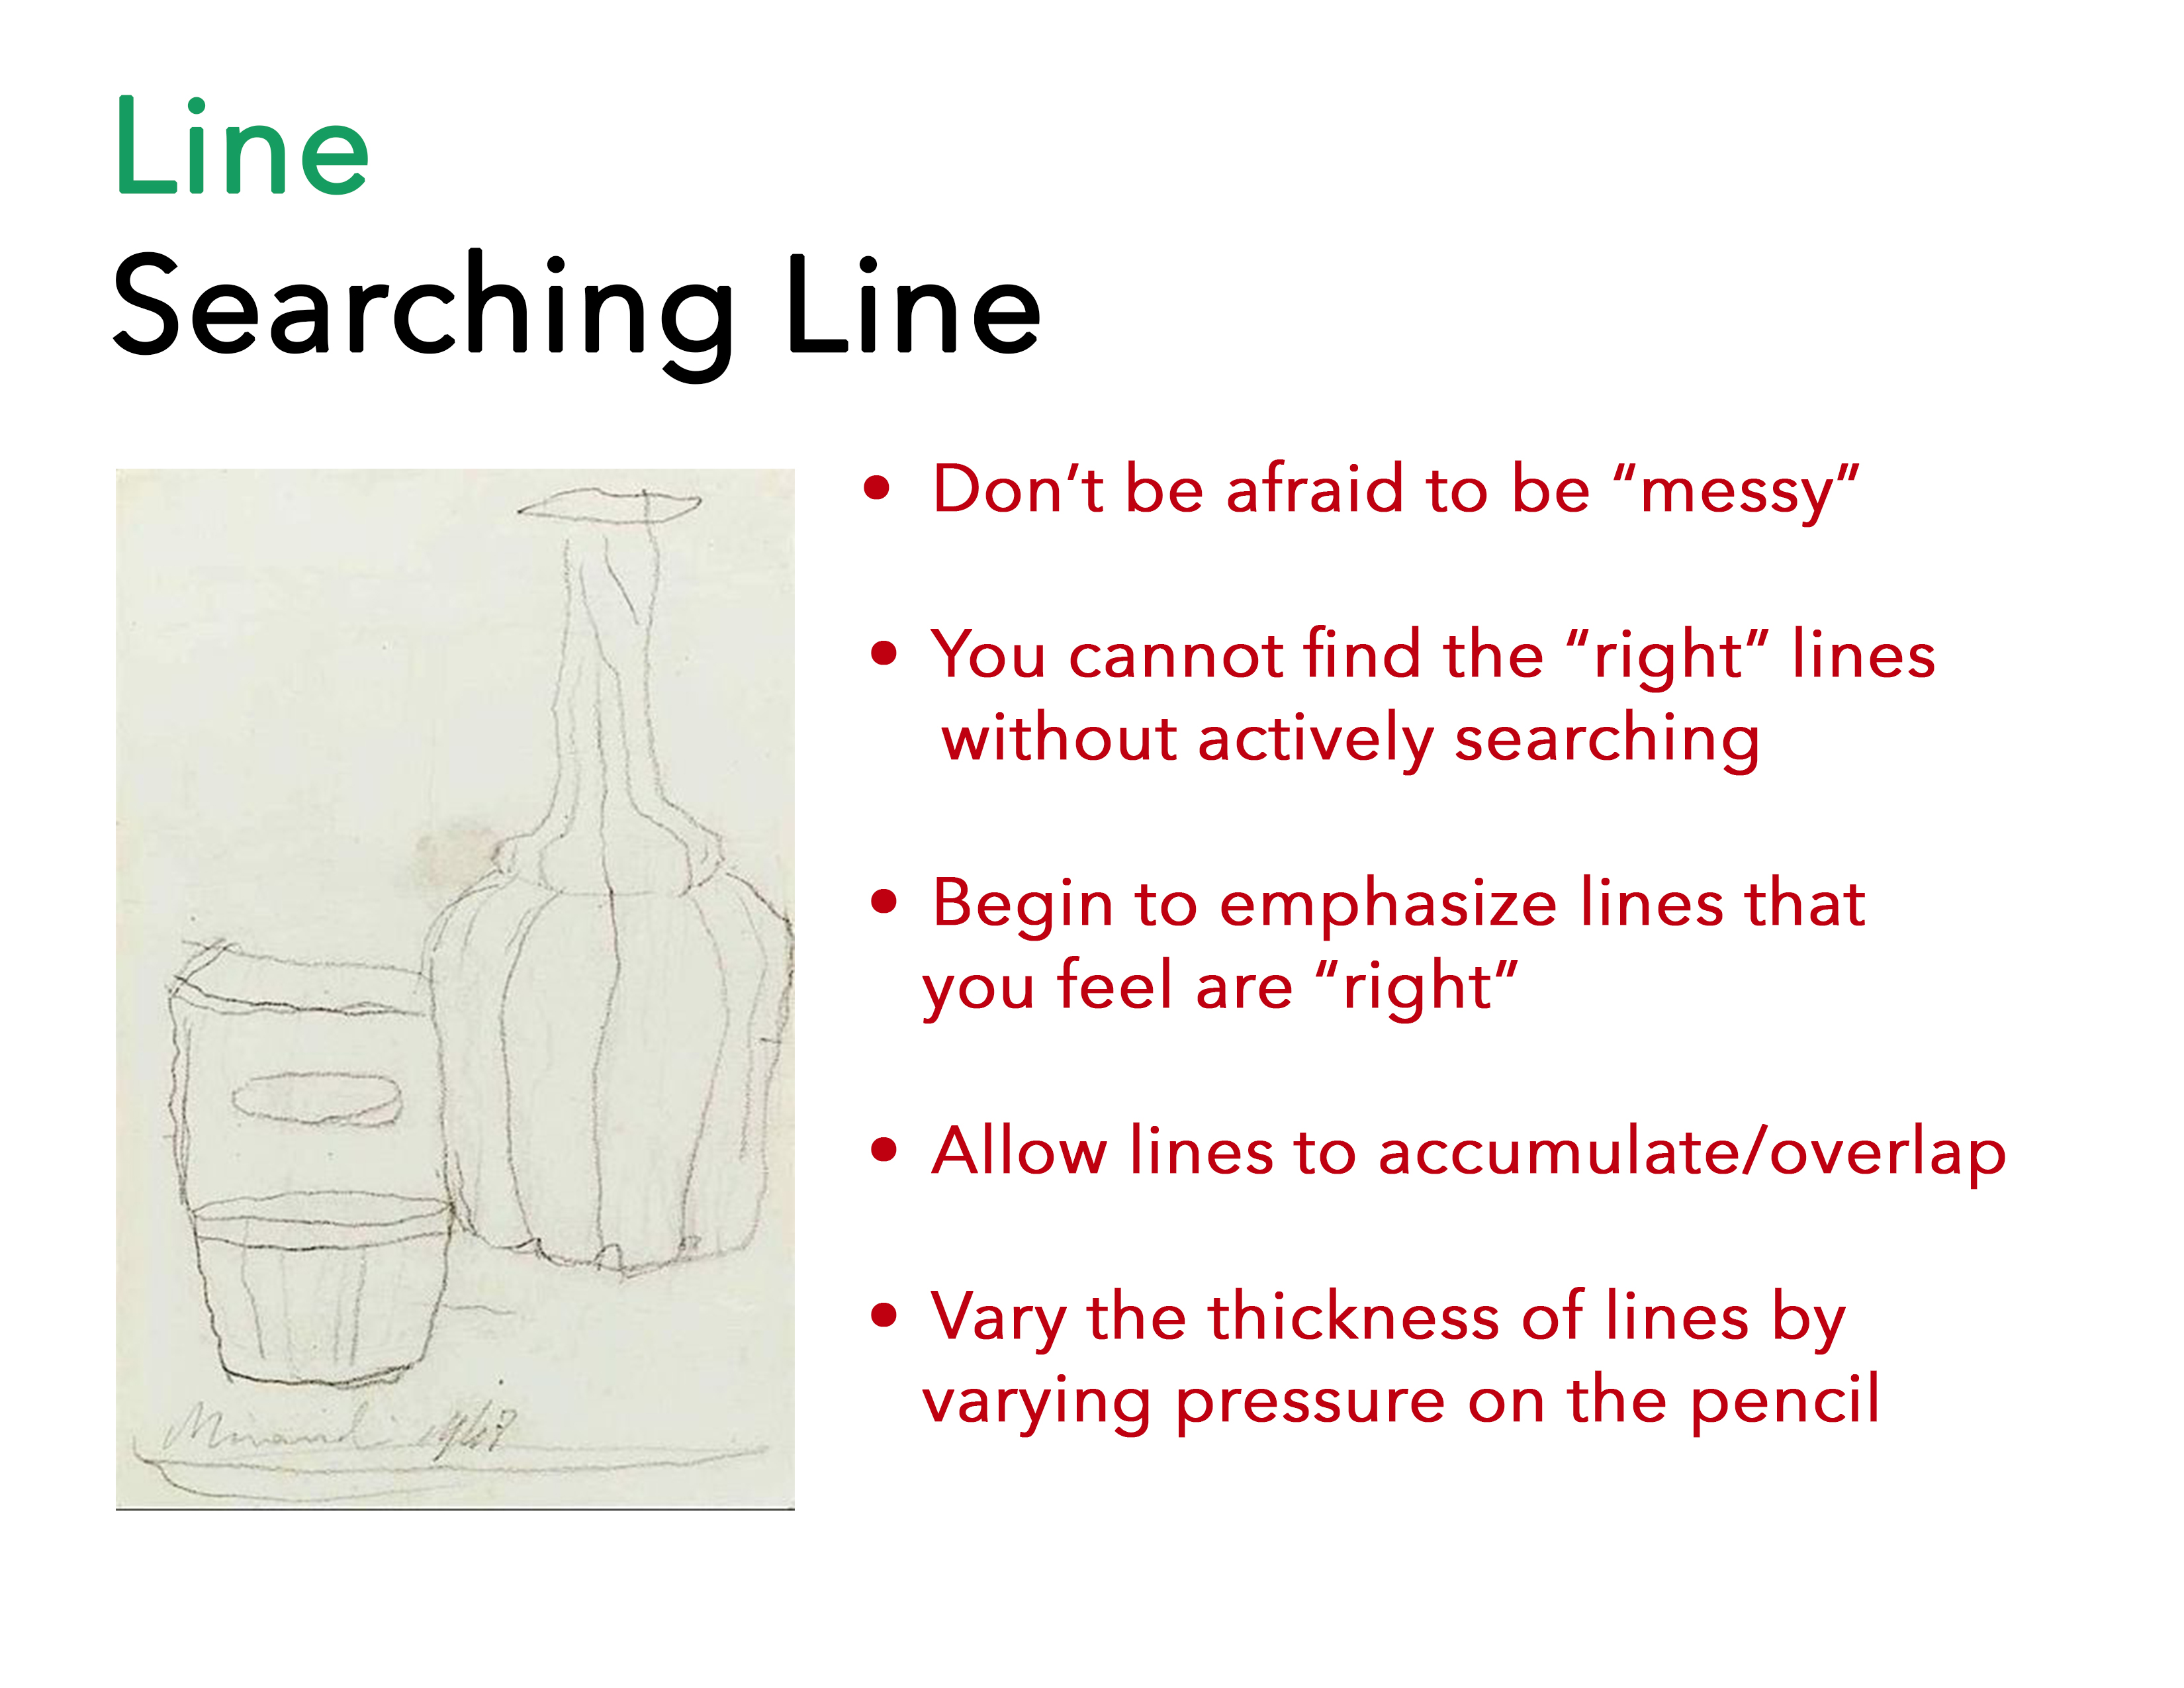 Line
Searching Line
• Don’t be afraid to be “messy”
• You cannot find the “right” lines
without actively searching
• Begin to emphasize lines that
you feel are “right”
• Allow lines to accumulate/overlap
• Vary the thickness of lines by
varying pressure on the pencil